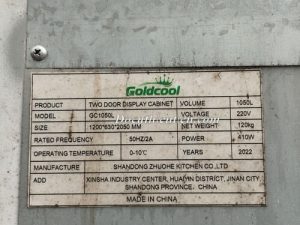 Goldcool
PRODUCT TWO DOOR DISPLAY CABINET VOLUME 1050L
MODEL GC1050L VOLTAGE 220V
SIZE 1200*630*2050 MM NET WEIGHT 120kg
RATED FREQUENCY 50HZ/2A POWER 410W
OPERATING TEMPERATURE 0-10℃ YEARS 2022
MANUFACTURE SHANDONG ZHUOHE KITCHEN CO.,LTD
ADD XINSHA INDUSTRY CENTER, HUAIYIN DISTRICT, JINAN CITY,
SHANDONG PROVINCE, CHINA
MADE IN CHINA